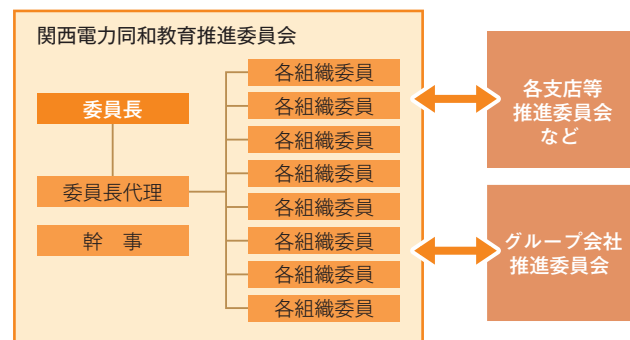 関西電力同和教育推進委員会
委員長
委員長代理
幹　事
各組織委員
各組織委員
各組織委員
各組織委員
各組織委員
各組織委員
各組織委員
各組織委員
各支店等
推進委員会
など
グループ会社
推進委員会